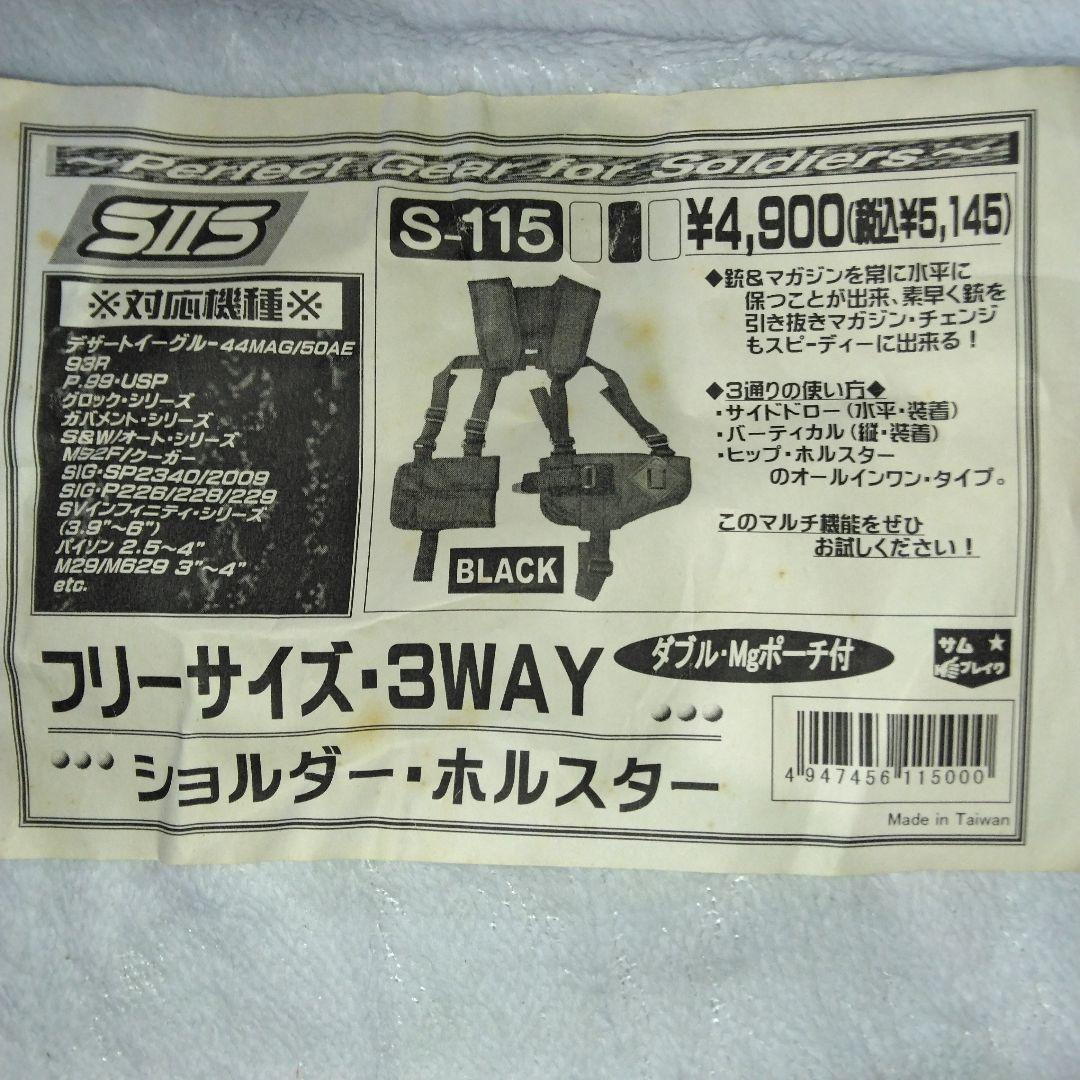 ～Perfect Gear for Soldiers～
SIIS
※対応機種※
デザートイーグルｰ44MAG/50AE
93R
P.99・USP
グロック・シリーズ
ガバメント・シリーズ
S&W/オート・シリーズ
M92F/クーガー
SIG・SP2340/2009
SIG・P226/228/229
SVインフィニティ・シリーズ
(3.9"～6")
パイソン 2.5～4"
M29/M629 3"～4"
etc.
S-115
¥4,900(税込¥5,145)
◆銃&マガジンを常に水平に
保つことが出来、素早く銃を
引き抜きマガジン・チェンジ
もスピーディーに出来る！
◆3通りの使い方◆
・サイドドロー（水平・装着）
・バーティカル（縦・装着）
・ヒップ・ホルスター
のオールインワン・タイプ。
このマルチ機能をぜひ
お試しください！
BLACK
フリーサイズ・3WAY
ダブル・Mgポーチ付
サム★
ブレイク
ショルダー・ホルスター
4 947456 115000
Made in Taiwan